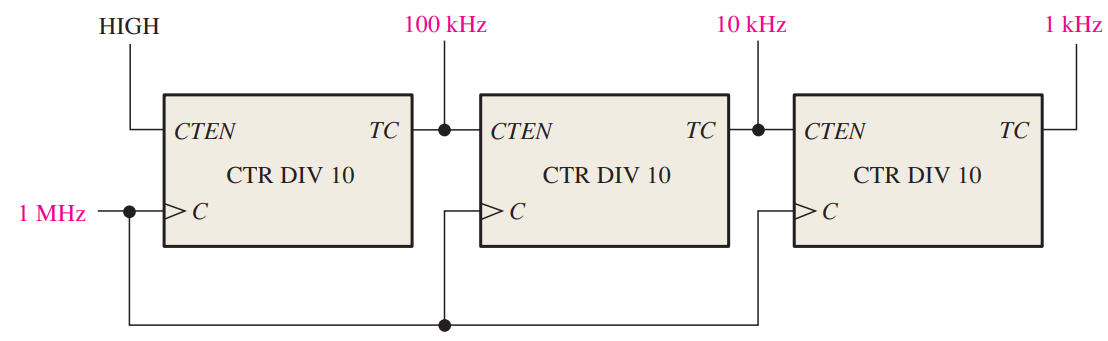 HIGH
100 kHz
10 kHz
1 kHz
CTEN
TC
CTEN
TC
CTEN
TC
CTR DIV 10
CTR DIV 10
CTR DIV 10
1 MHz
C
C
C